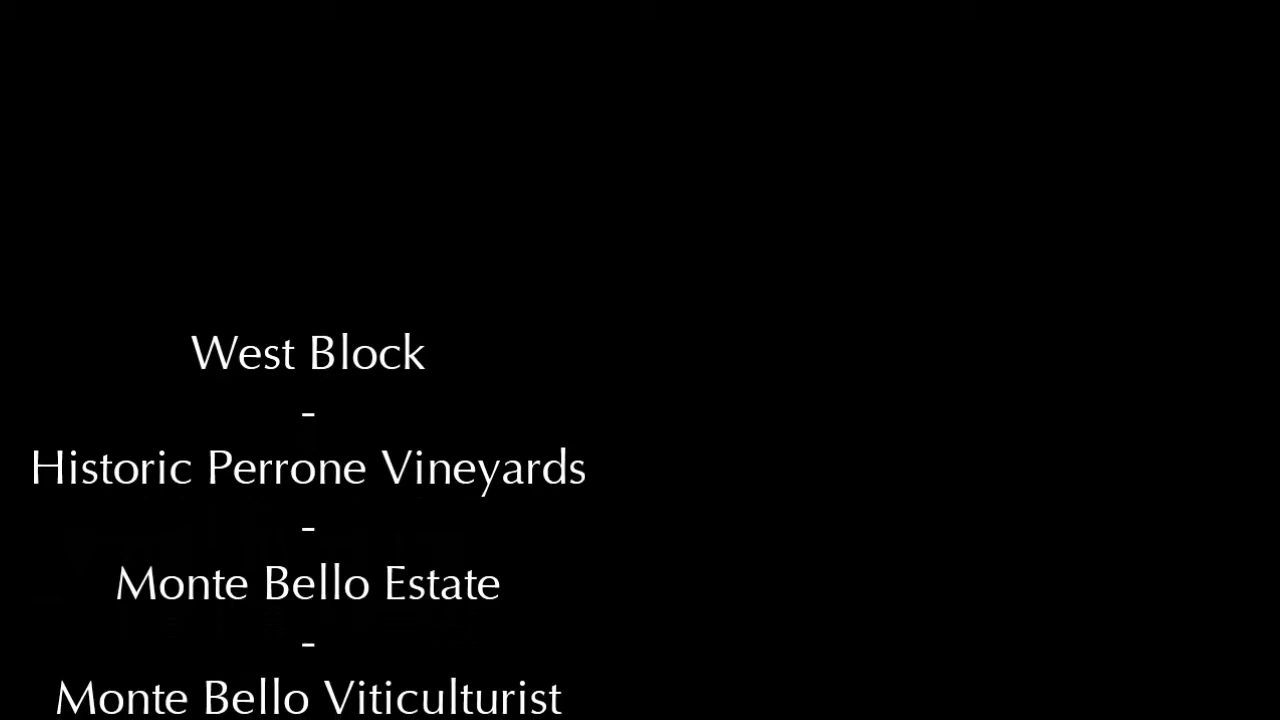 West Block
-
Historic Perrone Vineyards
-
Monte Bello Estate
-
Monte Bello Viticulturist